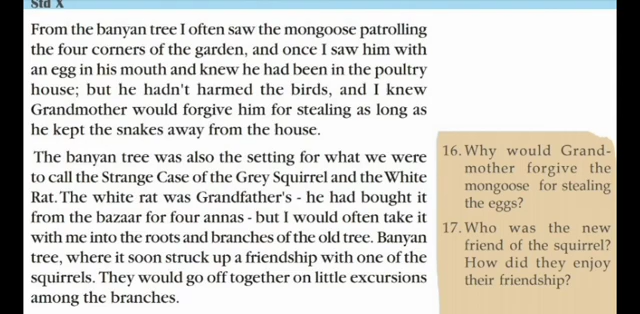 Std X
From the banyan tree I often saw the mongoose patrolling
the four corners of the garden, and once I saw him with
an egg in his mouth and knew he had been in the poultry
house; but he hadn't harmed the birds, and I knew
Grandmother would forgive him for stealing as long as
he kept the snakes away from the house.
The banyan tree was also the setting for what we were
to call the Strange Case of the Grey Squirrel and the White
Rat. The white rat was Grandfather's - he had bought it
from the bazaar for four annas - but I would often take it
with me into the roots and branches of the old tree. Banyan
tree, where it soon struck up a friendship with one of the
squirrels. They would go off together on little excursions
among the branches.
16. Why would Grand-
mother forgive the
mongoose for stealing
the eggs?
17. Who was the new
friend of the squirrel?
How did they enjoy
their friendship?